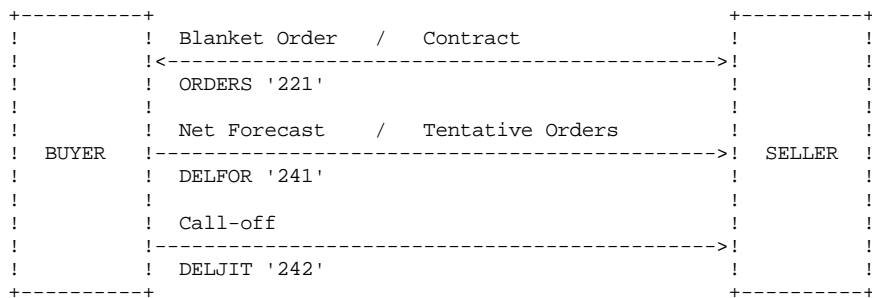 Blanket Order / Contract
ORDERS '221'
Net Forecast / Tentative Orders
BUYER SELLER
DELFOR '241'
Call-off
DELJIT '242'